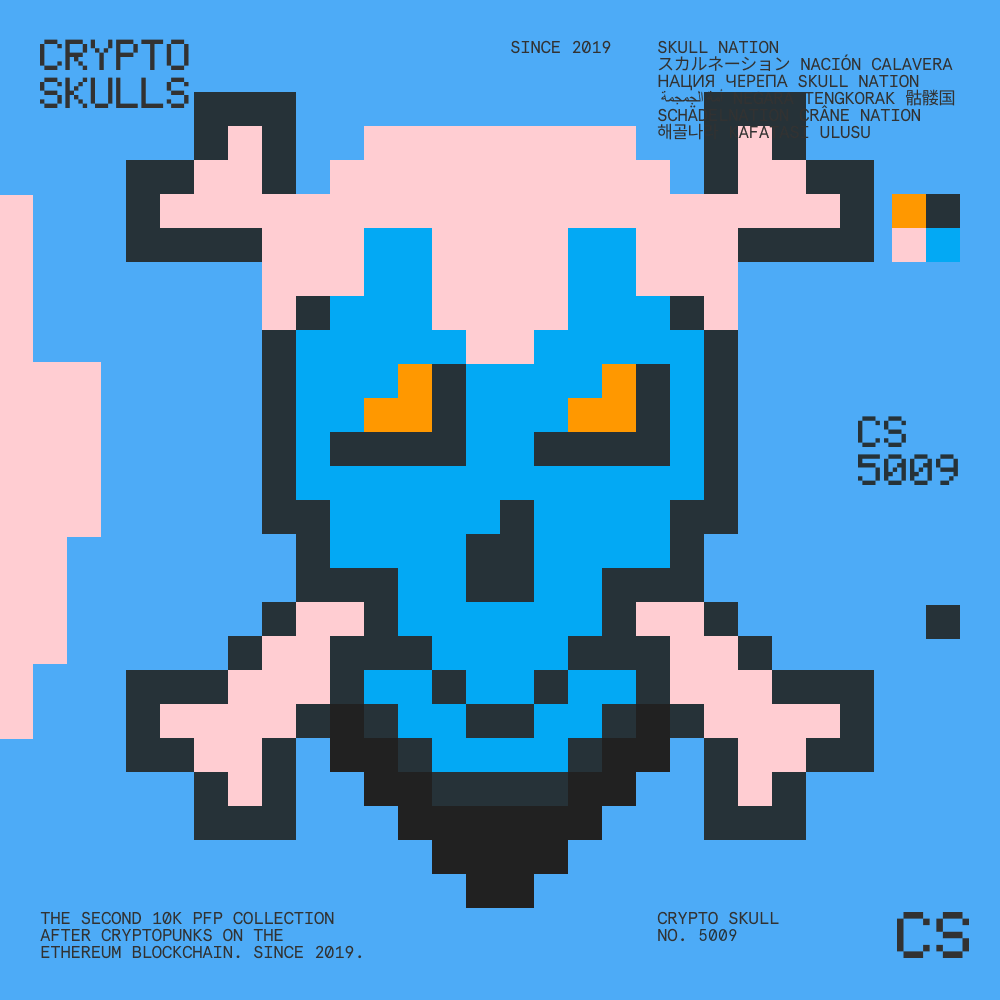 CRYPTO
SKULLS
SINCE 2019
SKULL NATION
スカルネーション NACIÓN CALAVERA
НАЦИЯ ЧЕРЕПА SKULL NATION
TENGKORAK 骷髅国
CRÂNE NATION
해골 ULUSU
CS
5009
THE SECOND 10K PFP COLLECTION
AFTER CRYPTOPUNKS ON THE
ETHEREUM BLOCKCHAIN. SINCE 2019.
CRYPTO SKULL
NO. 5009
CS